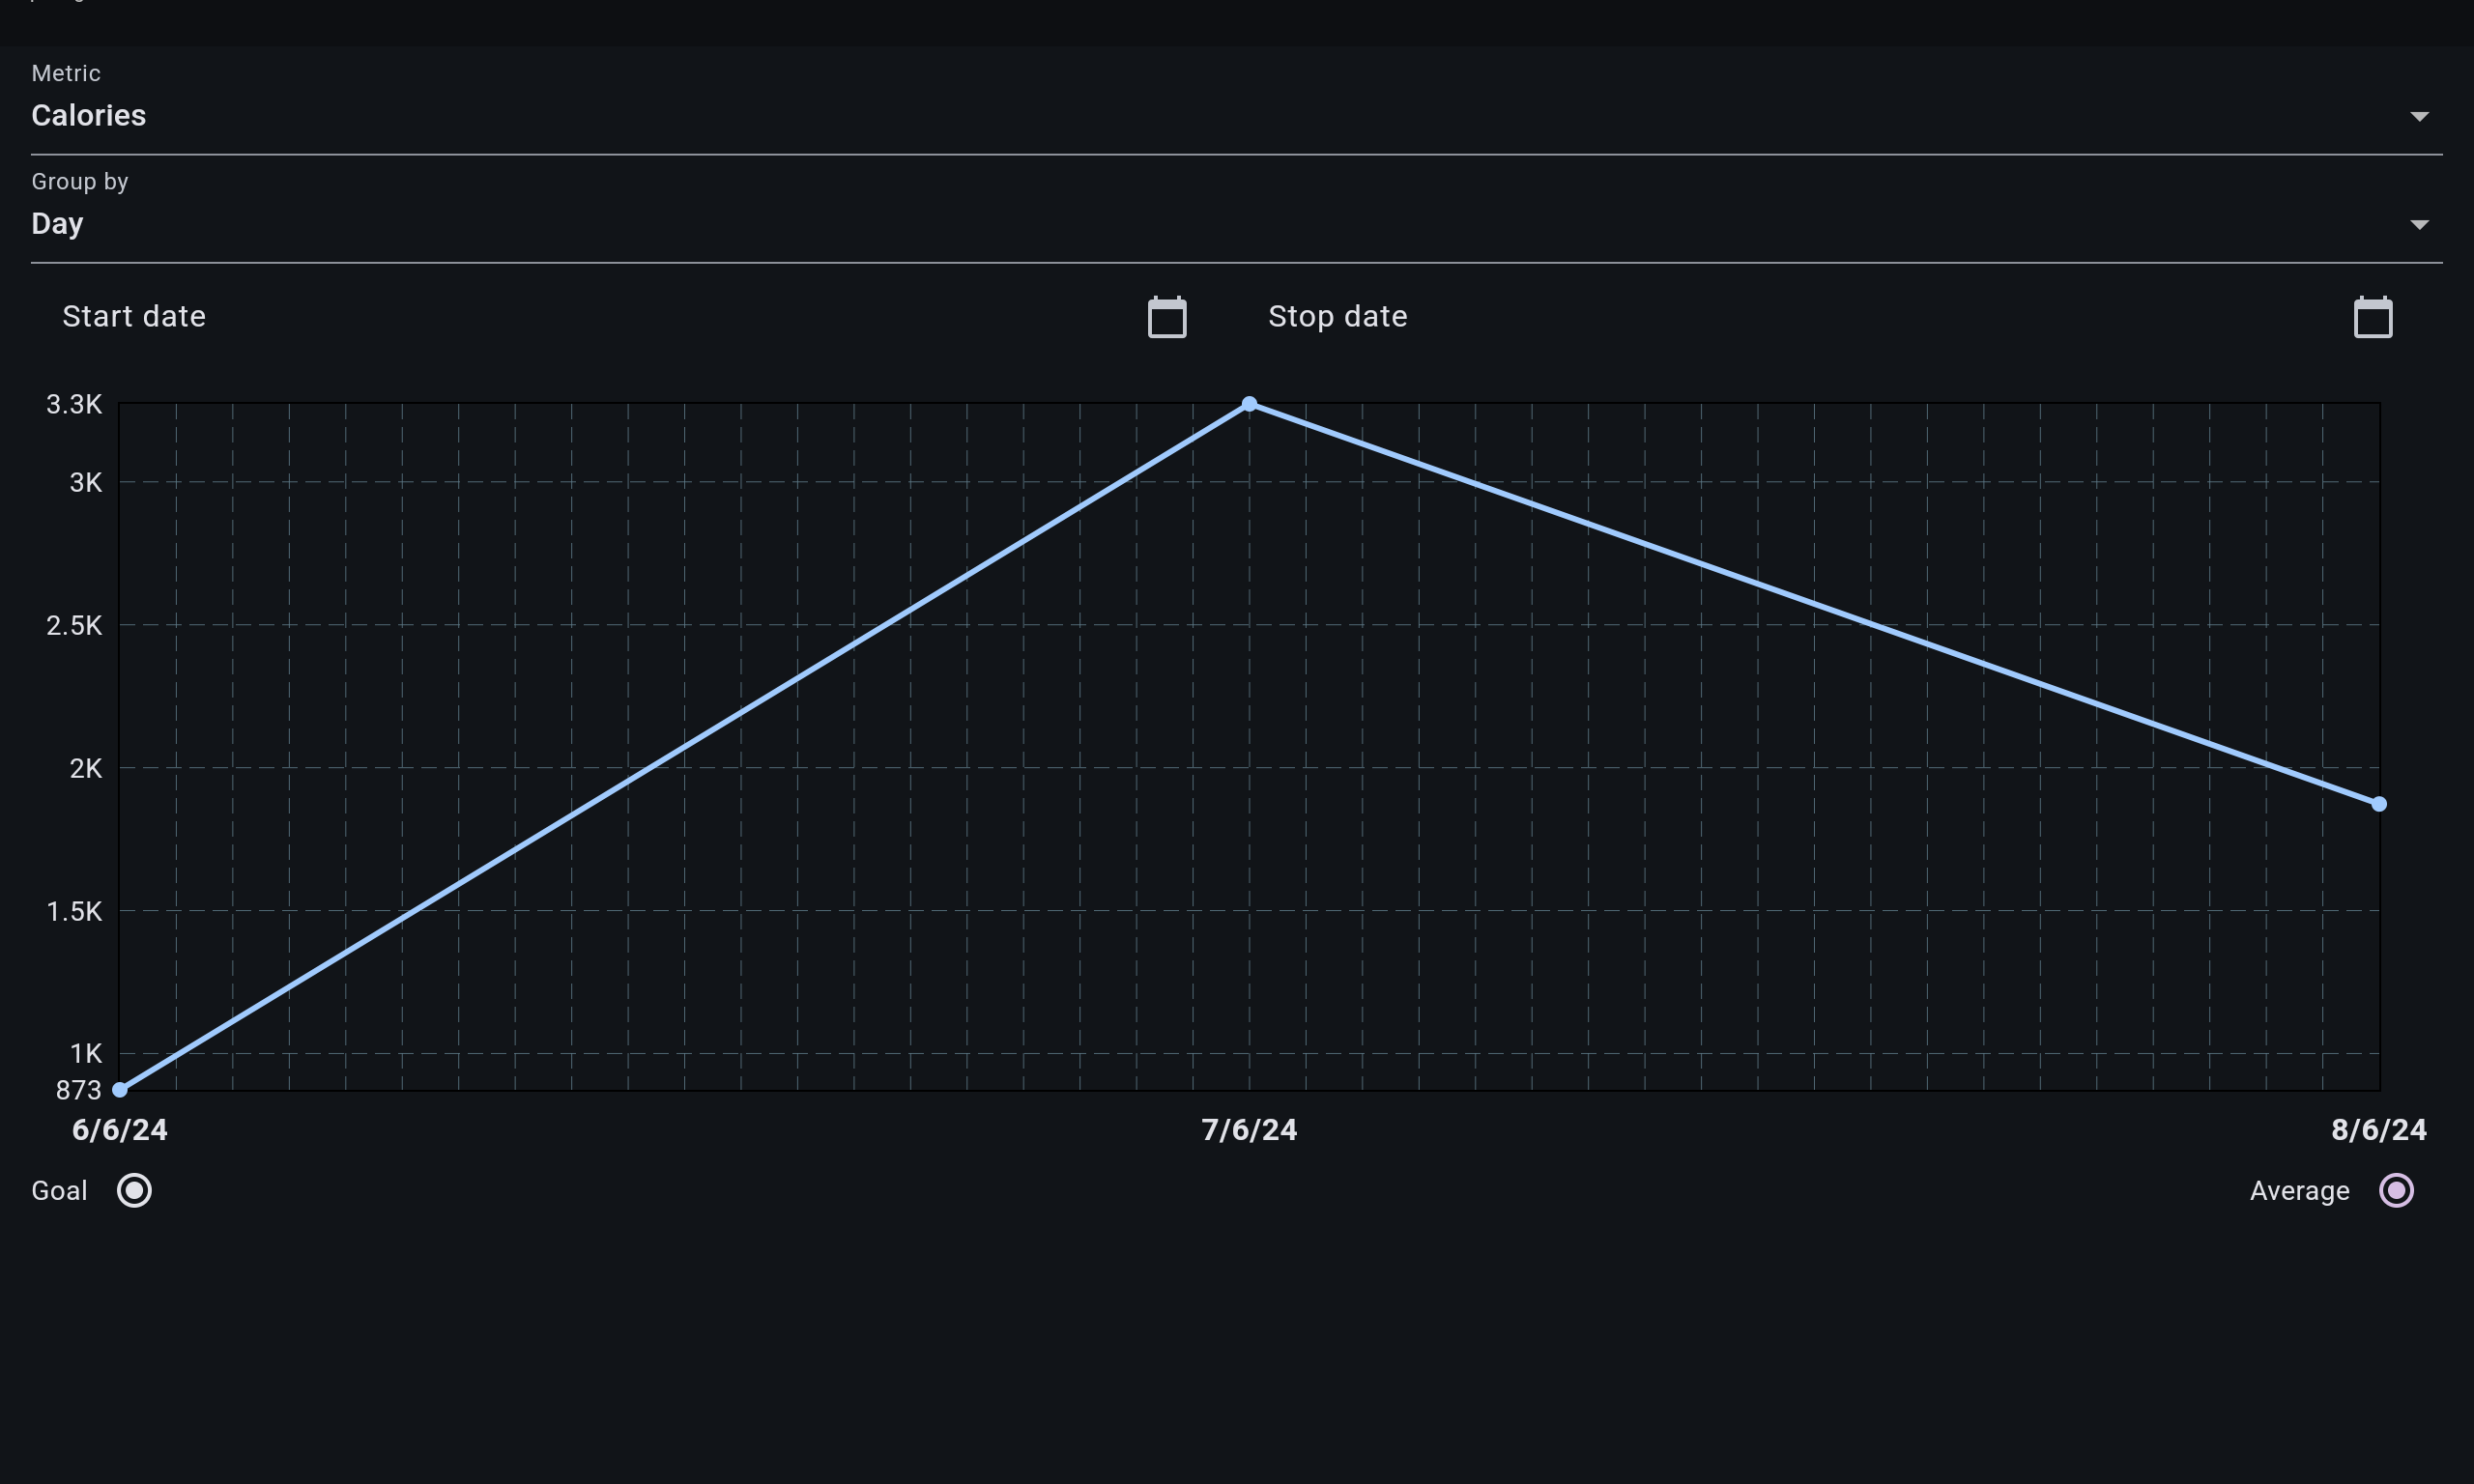 Metric
Calories
Group by
Day
Start date
Stop date
3.3K
3K
2.5K
2K
1.5K
1K
873
6/6/24
7/6/24
8/6/24
Goal
Average